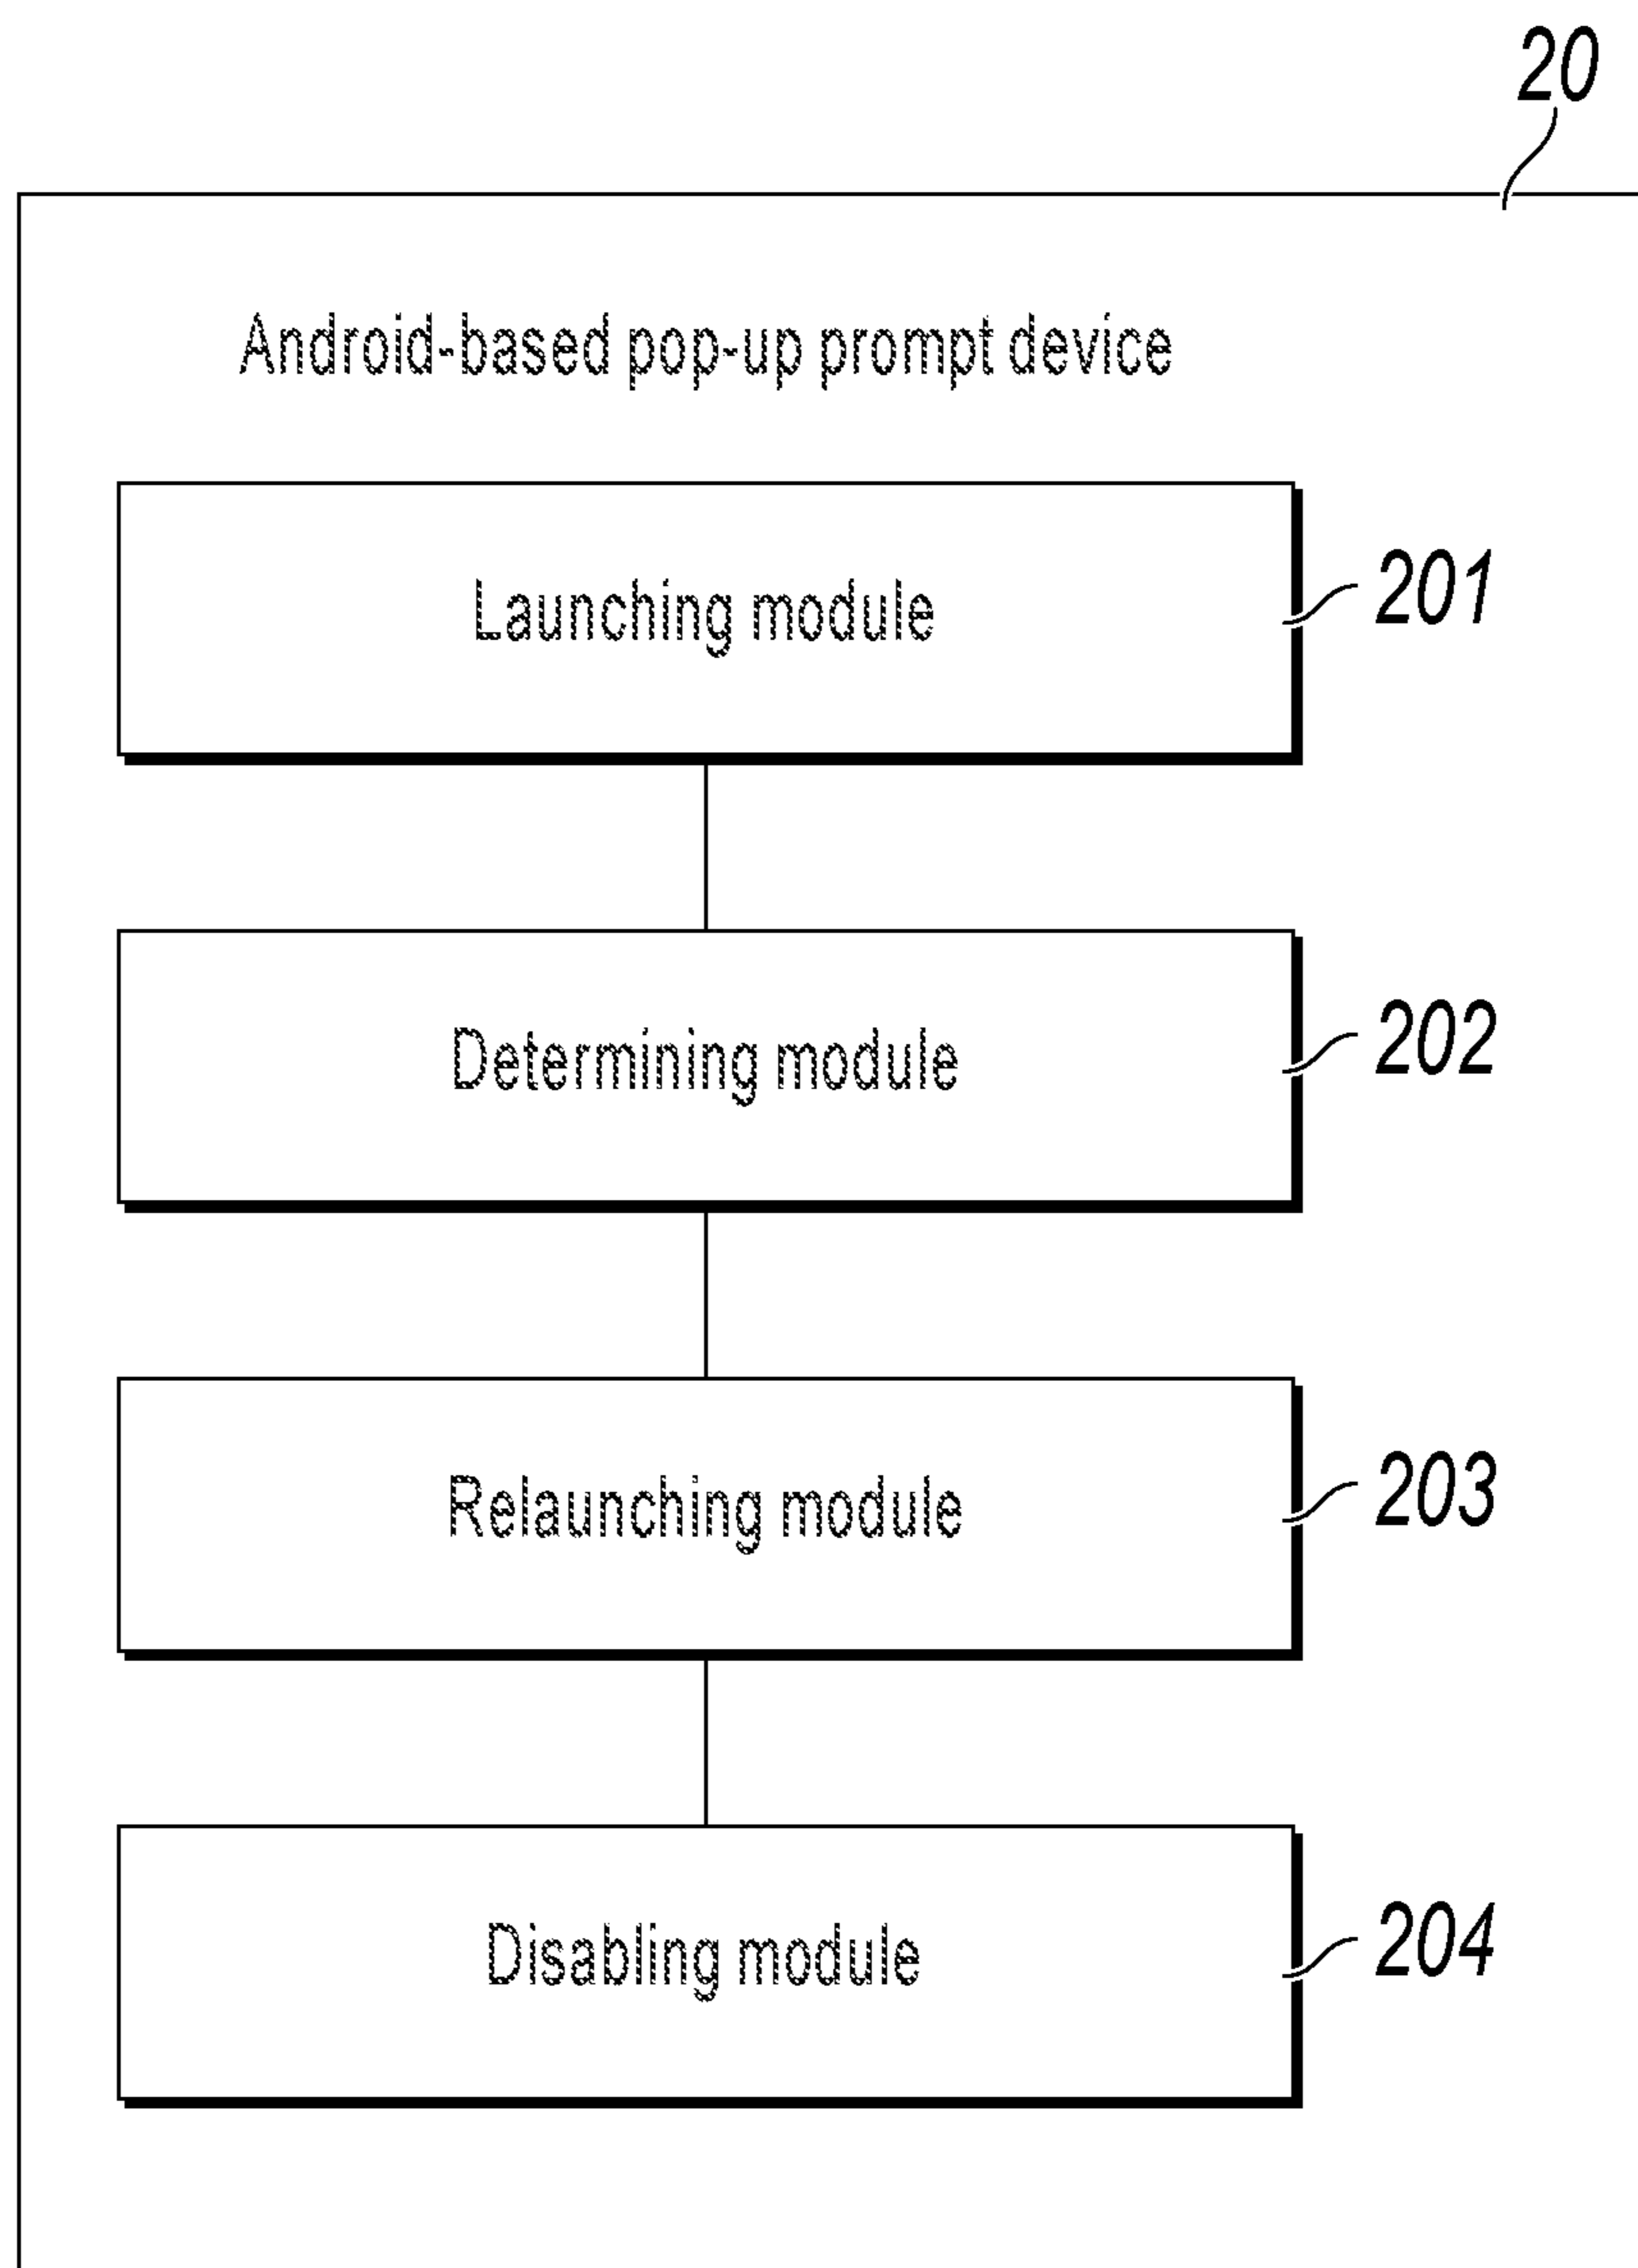 20
Android-based pop-up prompt device
Launching module
201
Determining module
202
Relaunching module
203
Disabling module
204